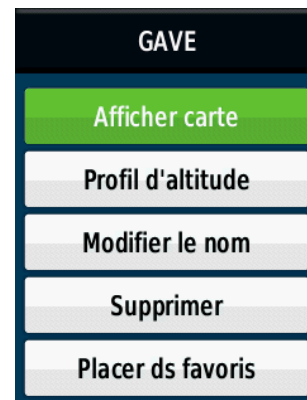 GAVE
Afficher carte
Profil d'altitude
Modifier le nom
Supprimer
Placer ds favoris